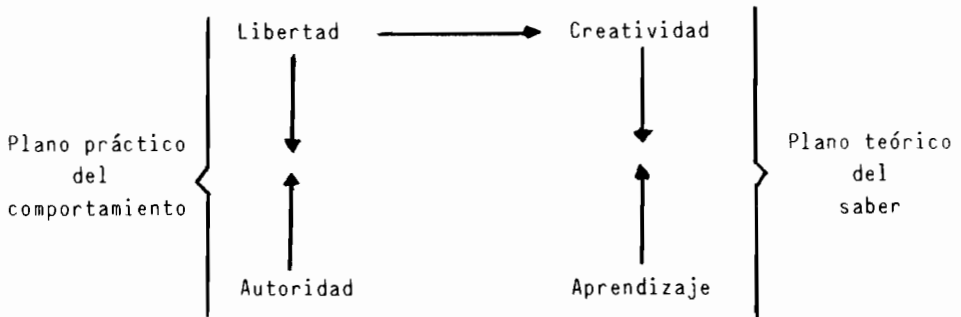 Libertad
Creatividad
Plano práctico
del
comportamiento
Plano teórico
del
saber
Autoridad
Aprendizaje